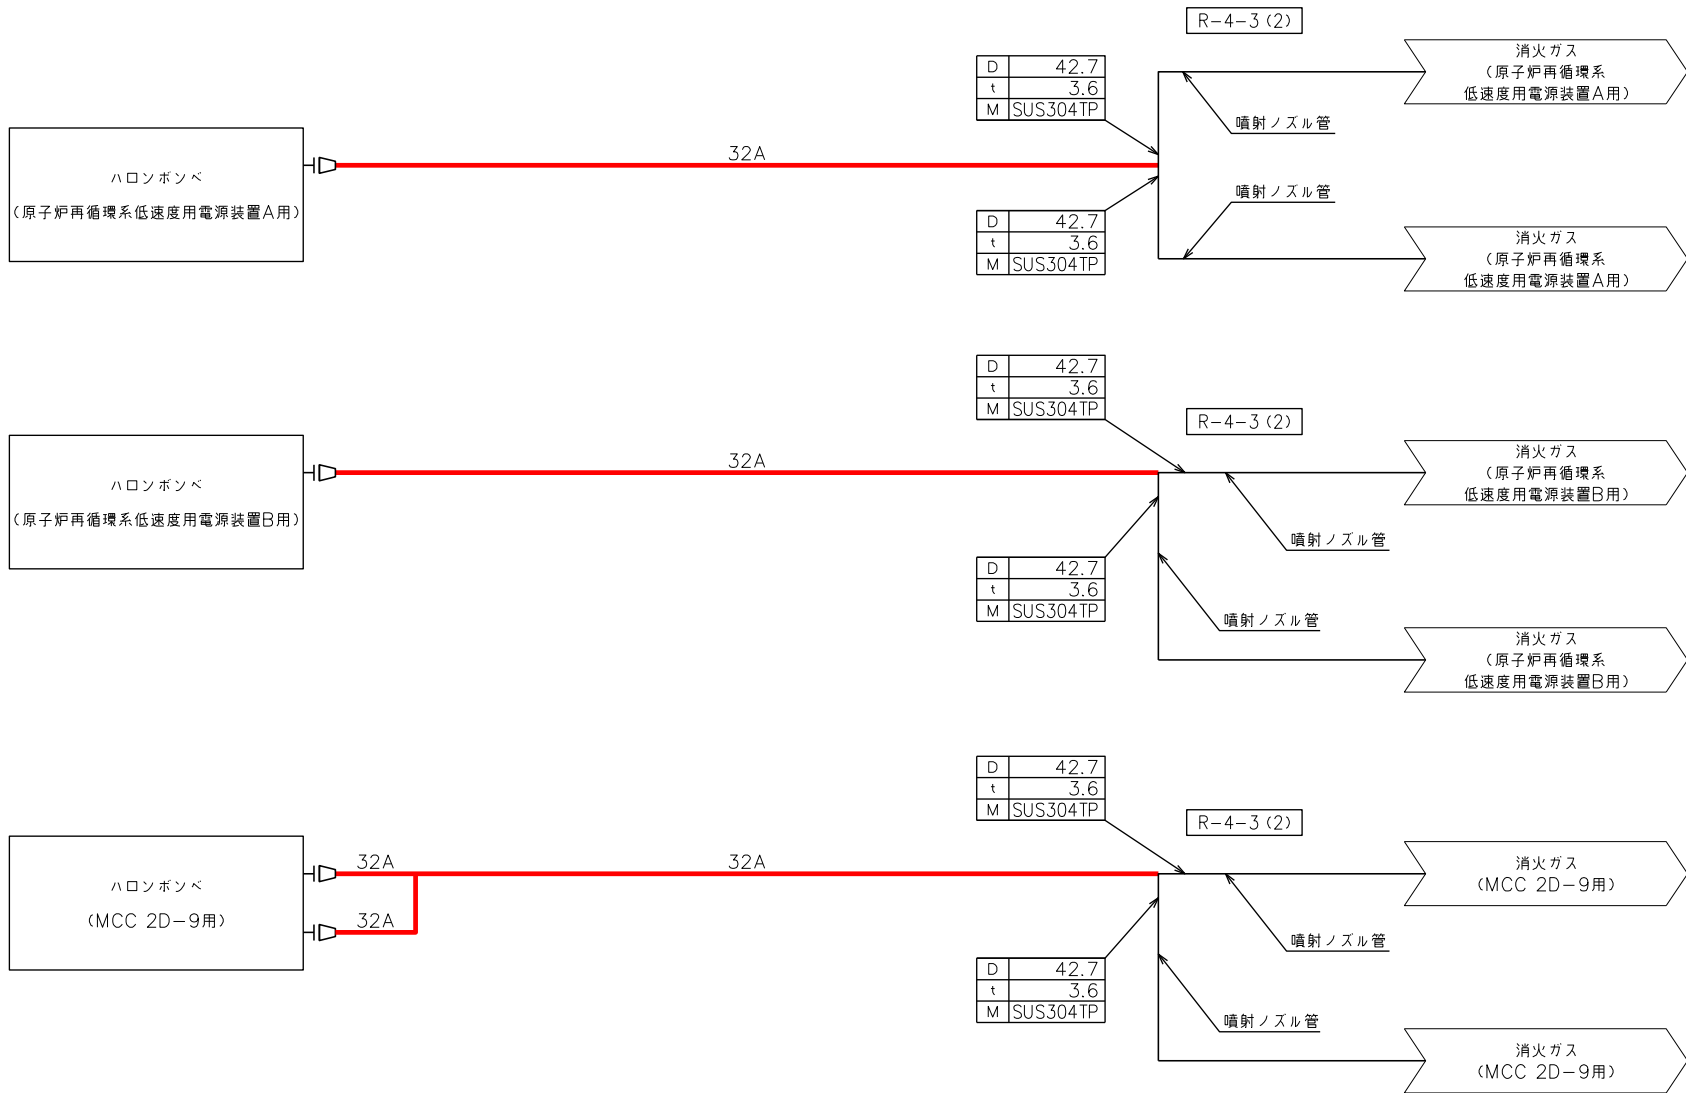 R-4-3(2)
消火ガス
(原子炉再循環系
低速度用電源装置A用)
D 42.7
t 3.6
M SUS304TP
噴射ノズル管
32A
ハロンボンベ
(原子炉再循環系低速度用電源装置A用)
噴射ノズル管
D 42.7
t 3.6
M SUS304TP
消火ガス
(原子炉再循環系
低速度用電源装置A用)
D 42.7
t 3.6
M SUS304TP
R-4-3(2)
消火ガス
(原子炉再循環系
低速度用電源装置B用)
32A
ハロンボンベ
(原子炉再循環系低速度用電源装置B用)
噴射ノズル管
D 42.7
t 3.6
M SUS304TP
噴射ノズル管
消火ガス
(原子炉再循環系
低速度用電源装置B用)
D 42.7
t 3.6
M SUS304TP
R-4-3(2)
32A
32A
消火ガス
(MCC 2D-9用)
ハロンボンベ
(MCC 2D-9用)
32A
噴射ノズル管
D 42.7
t 3.6
M SUS304TP
噴射ノズル管
消火ガス
(MCC 2D-9用)